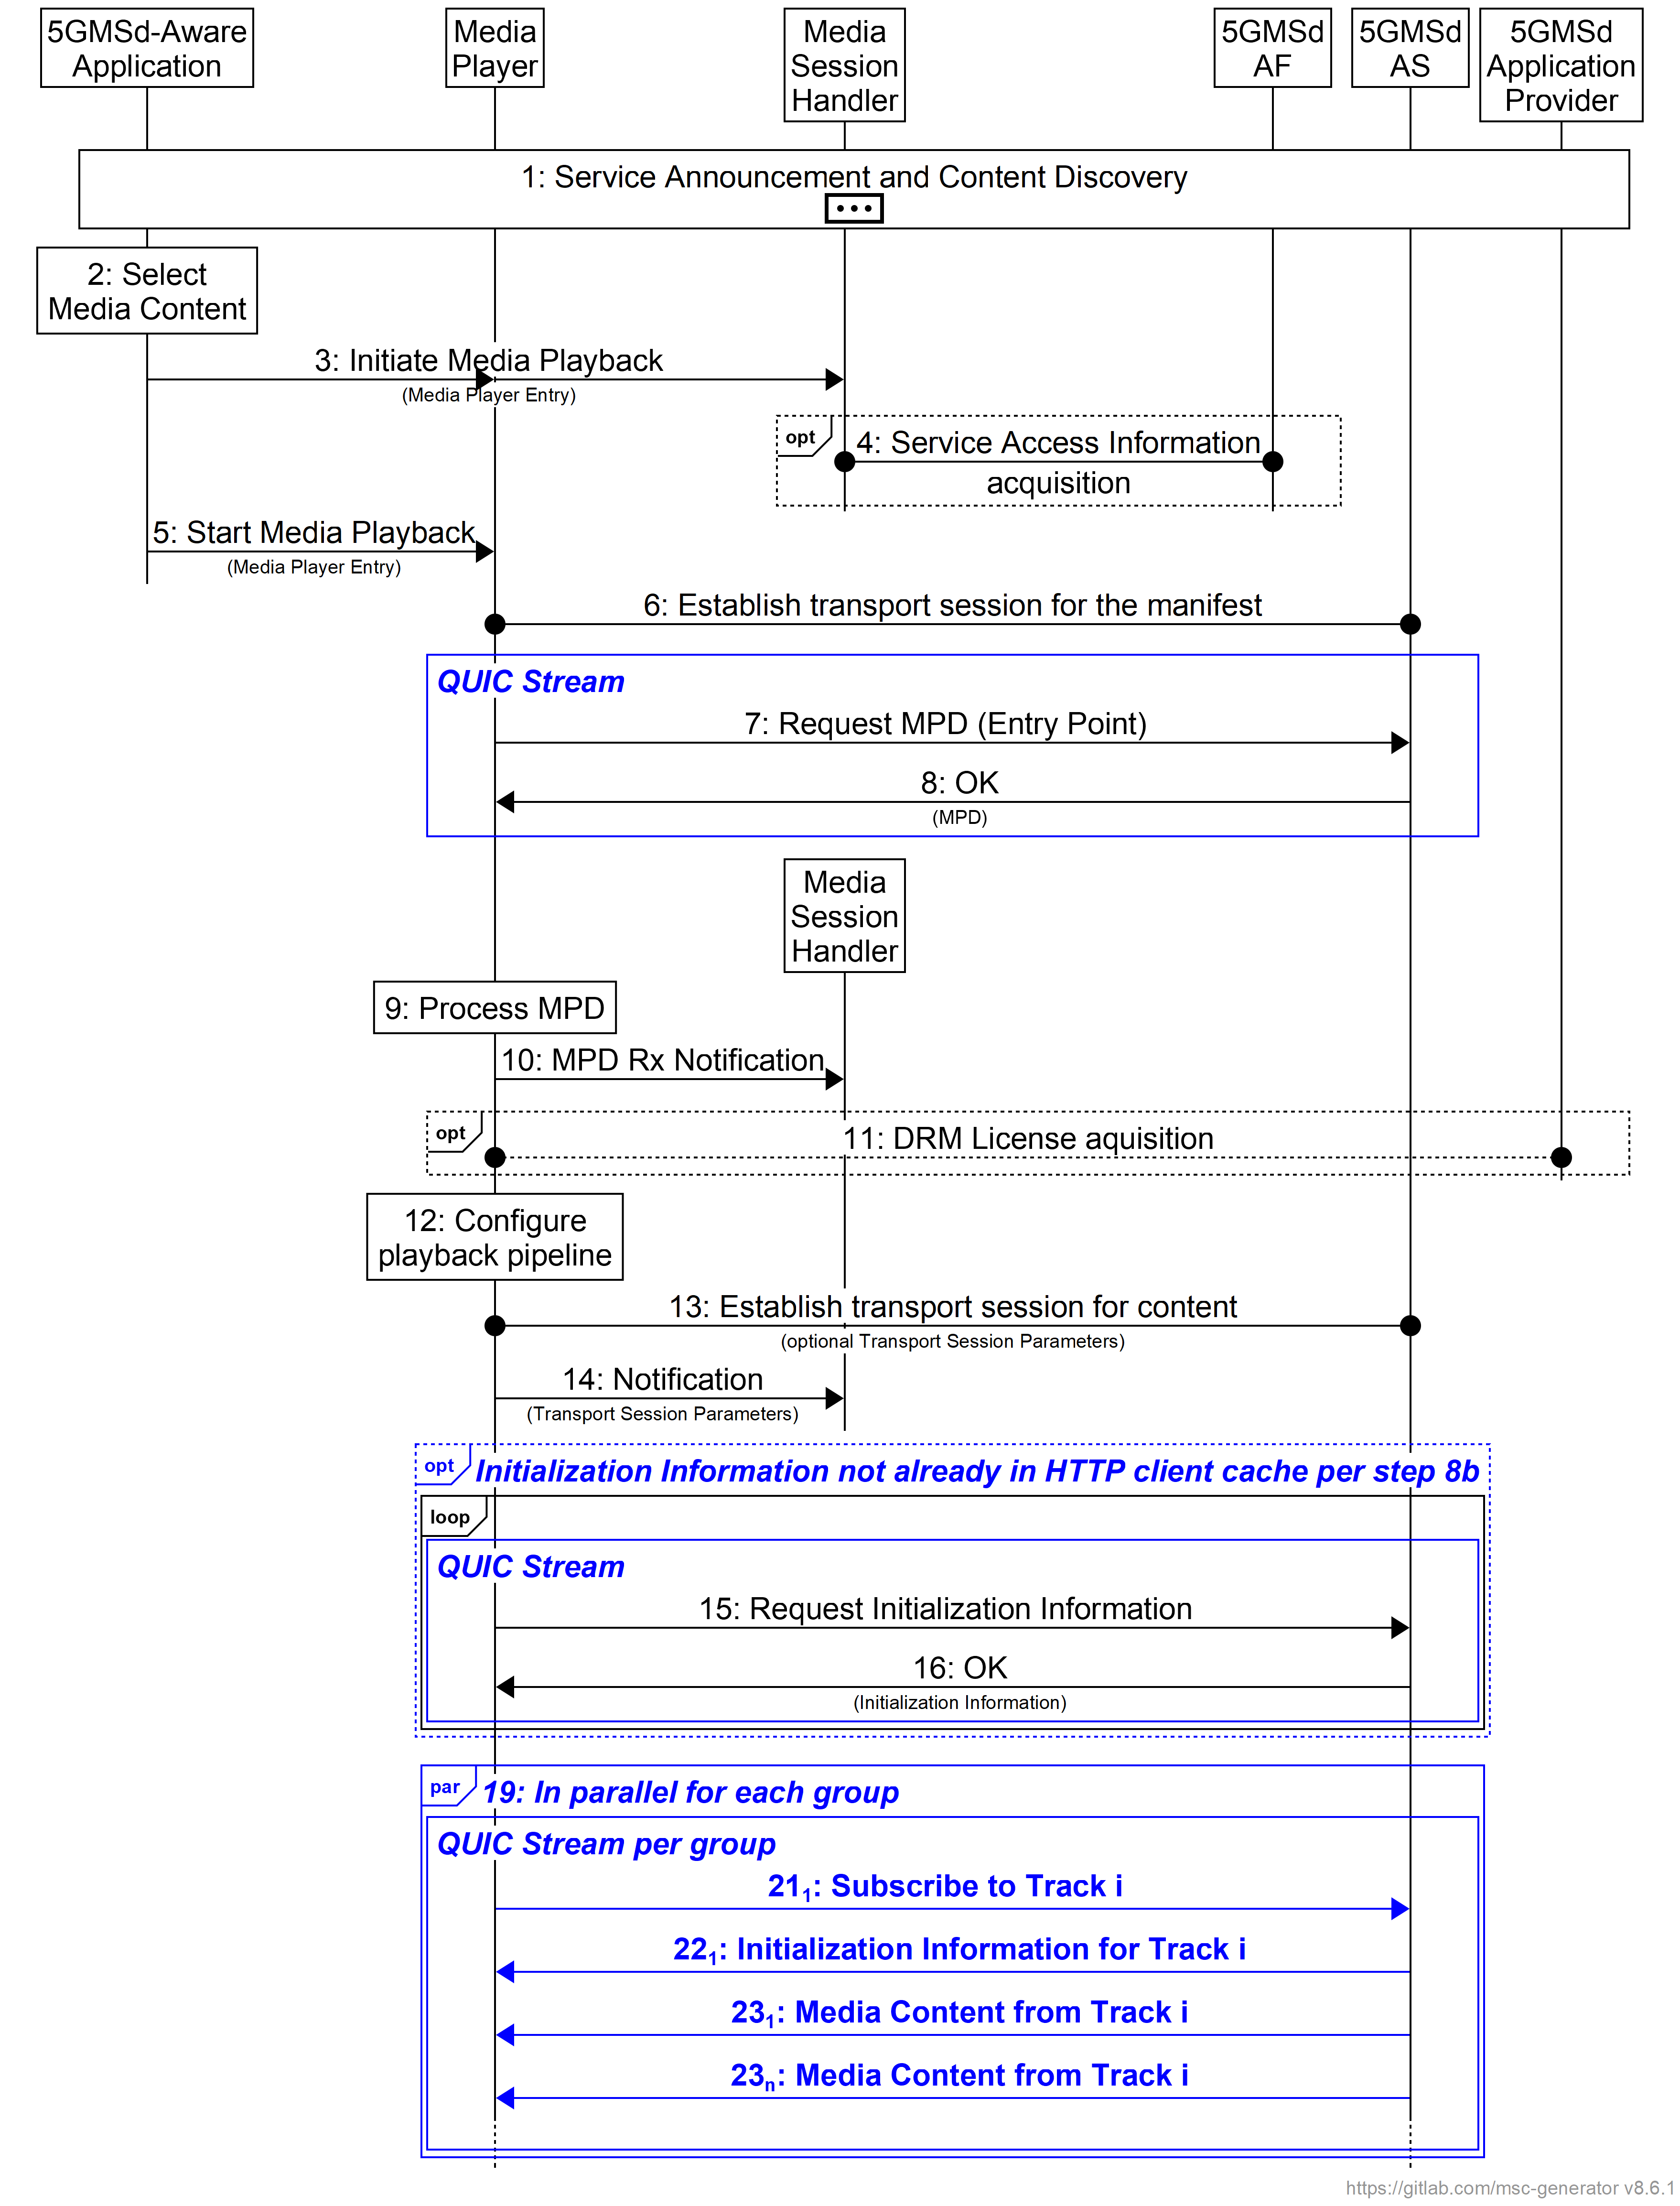 5GMSd-Aware
Application
Media
Player
Media
Session
Handler
5GMSd
AF
5GMSd
AS
5GMSd
Application
Provider
1: Service Announcement and Content Discovery
2: Select
Media Content
3: Initiate Media Playback
(Media Player Entry)
opt
4: Service Access Information
acquisition
5: Start Media Playback
(Media Player Entry)
6: Establish transport session for the manifest
QUIC Stream
7: Request MPD (Entry Point)
8: OK
(MPD)
Media
Session
Handler
9: Process MPD
10: MPD Rx Notification
opt
11: DRM License aquisition
12: Configure
playback pipeline
13: Establish transport session for content
(optional Transport Session Parameters)
14: Notification
(Transport Session Parameters)
opt Initialization Information not already in HTTP client cache per step 8b
loop
QUIC Stream
15: Request Initialization Information
16: OK
(Initialization Information)
par 19: In parallel for each group
QUIC Stream per group
21₁: Subscribe to Track i
22₁: Initialization Information for Track i
23₁: Media Content from Track i
23ₙ: Media Content from Track i
https://gitlab.com/msc-generator v8.6.1